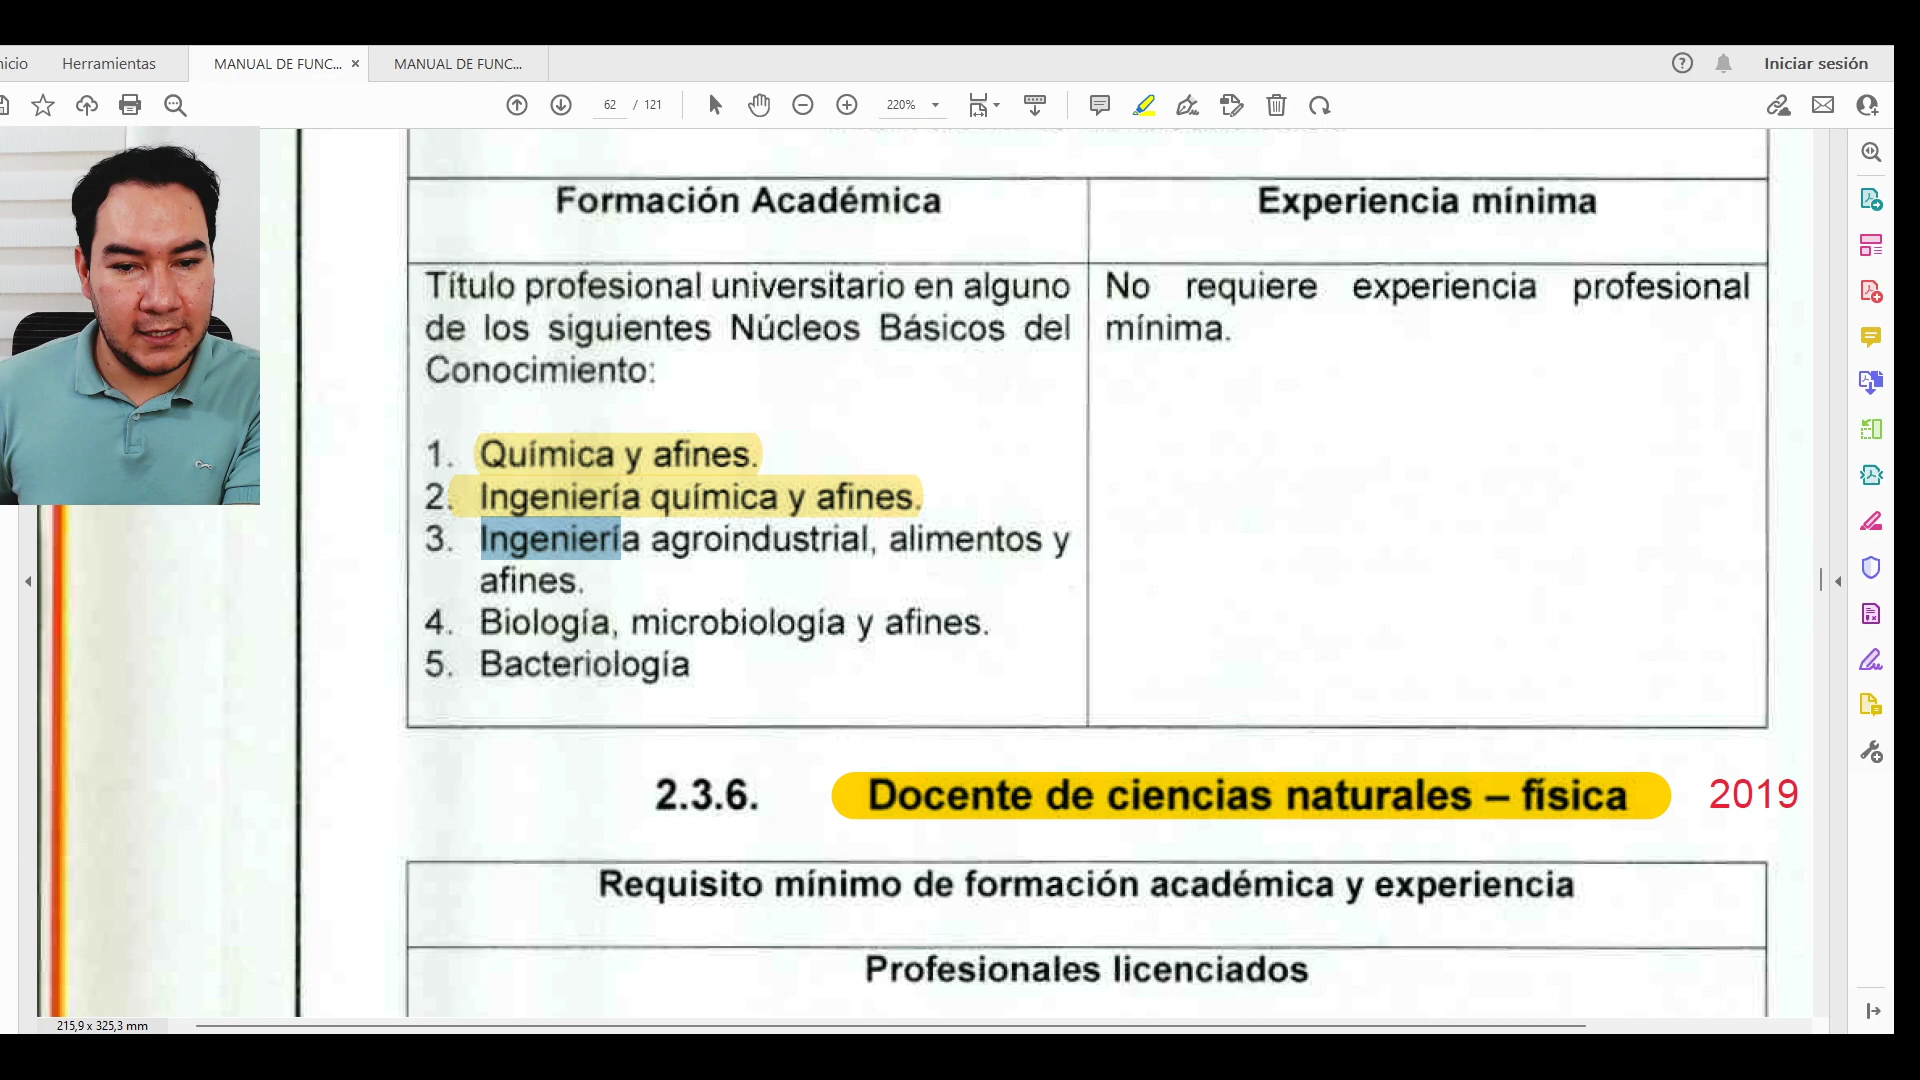 nicio
Herramientas
MANUAL DE FUNC...
MANUAL DE FUNC...
Iniciar sesión
62 / 121
220%
Formación Académica
Experiencia mínima
Título profesional universitario en alguno
de los siguientes Núcleos Básicos del
Conocimiento:
No requiere experiencia profesional
mínima.
1. Química y afines.
2. Ingeniería química y afines.
3. Ingeniería agroindustrial, alimentos y
afines.
4. Biología, microbiología y afines.
5. Bacteriología
2.3.6. Docente de ciencias naturales – física 2019
Requisito mínimo de formación académica y experiencia
Profesionales licenciados
215,9 x 325,3 mm